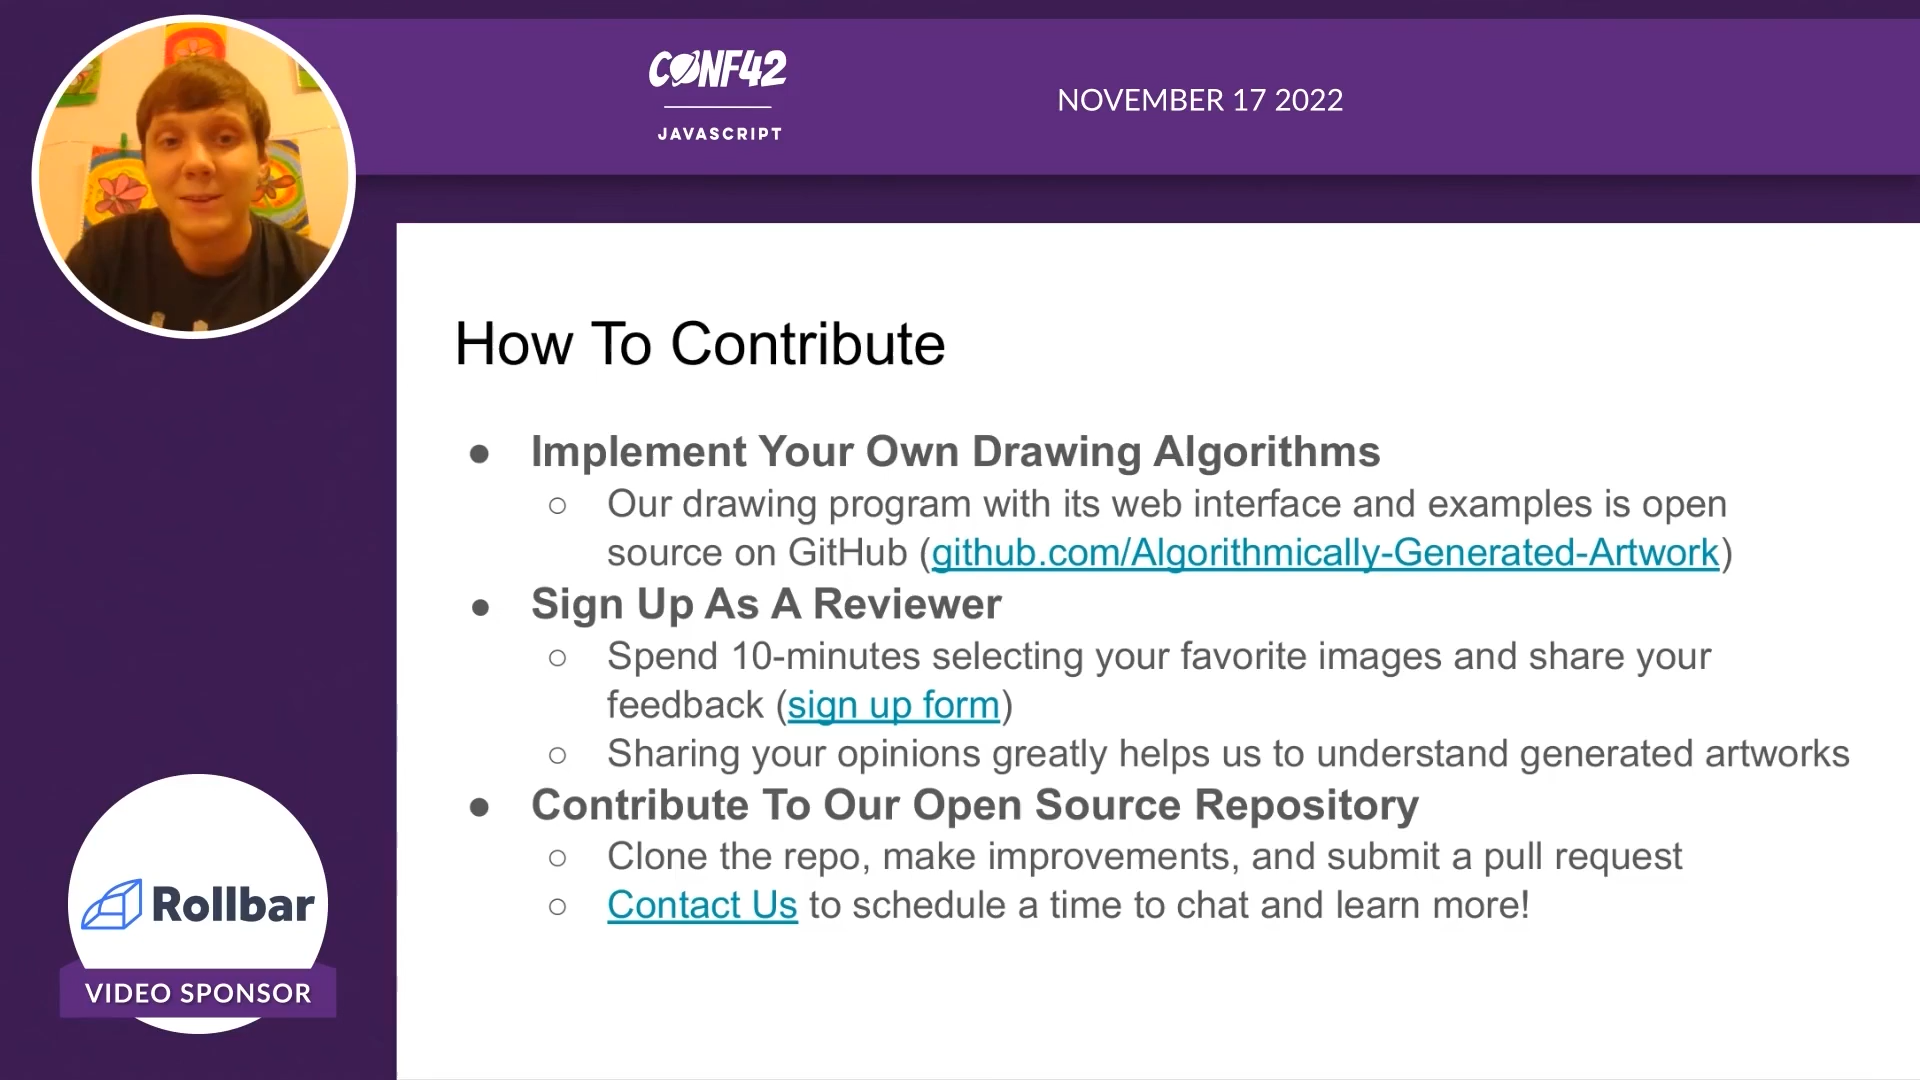 CONF42
JAVASCRIPT
NOVEMBER 17 2022
How To Contribute
● Implement Your Own Drawing Algorithms
○ Our drawing program with its web interface and examples is open
source on GitHub (github.com/Algorithmically-Generated-Artwork)
● Sign Up As A Reviewer
○ Spend 10-minutes selecting your favorite images and share your
feedback (sign up form)
○ Sharing your opinions greatly helps us to understand generated artworks
● Contribute To Our Open Source Repository
○ Clone the repo, make improvements, and submit a pull request
○ Contact Us to schedule a time to chat and learn more!
Rollbar
VIDEO SPONSOR